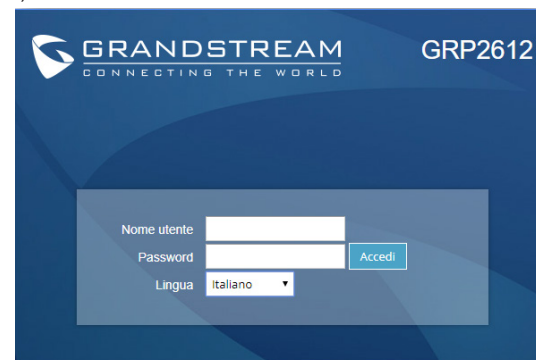 GRANDSTREAM GRP2612
CONNECTING THE WORLD
Nome utente
Password Accedi
Lingua Italiano